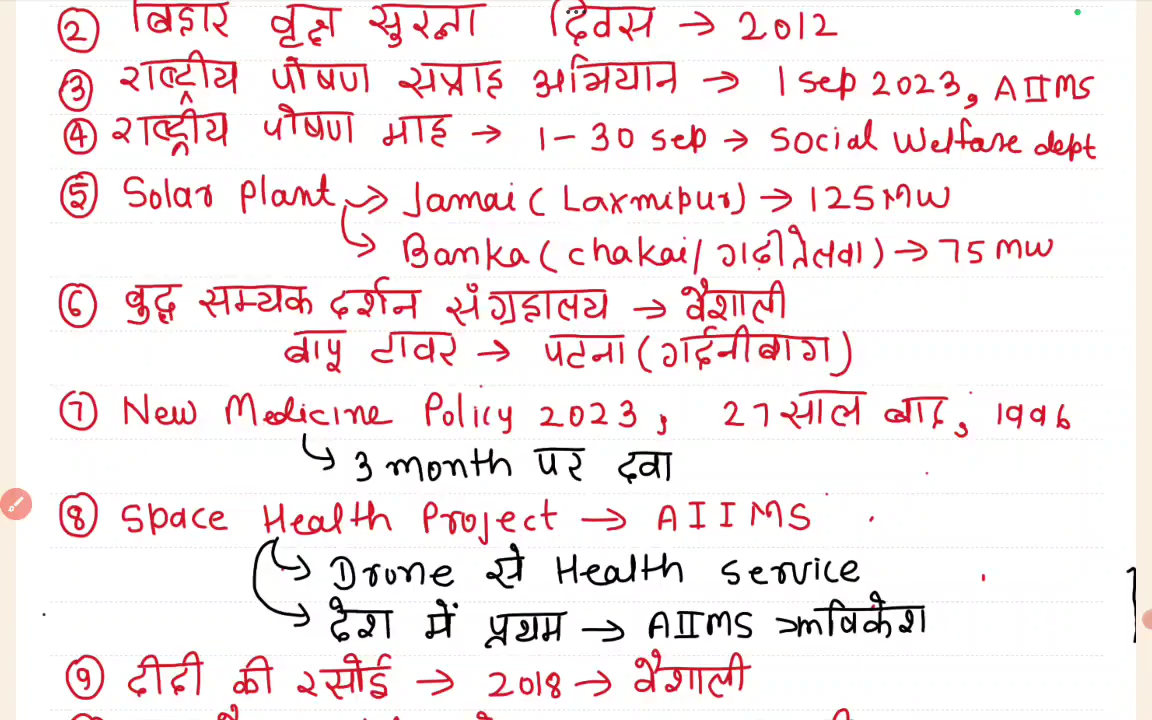 ② बिहार वृक्ष सुरक्षा दिवस → 2012
③ राष्ट्रीय पोषण सप्ताह अभियान → 1 Sep 2023, AIIMS
④ राष्ट्रीय पोषण माह → 1-30 sep → social welfare dept
⑤ Solar plant → Jamai (Laxmipur) → 125MW
↳ Banka (chakai/गढ़ी तेलवा) → 75 MW
⑥ बुद्ध सम्यक दर्शन संग्रहालय → वैशाली
बापू टावर → पटना (गर्दनीबाग)
⑦ New Medicine Policy 2023, 27 साल बाद, 1996
↳ 3 month पर दवा
⑧ Space Health Project → AIIMS
↳ Drone से Health service
↳ देश में प्रथम → AIIMS
⑨ दीदी की रसोई → 2018 → वैशाली